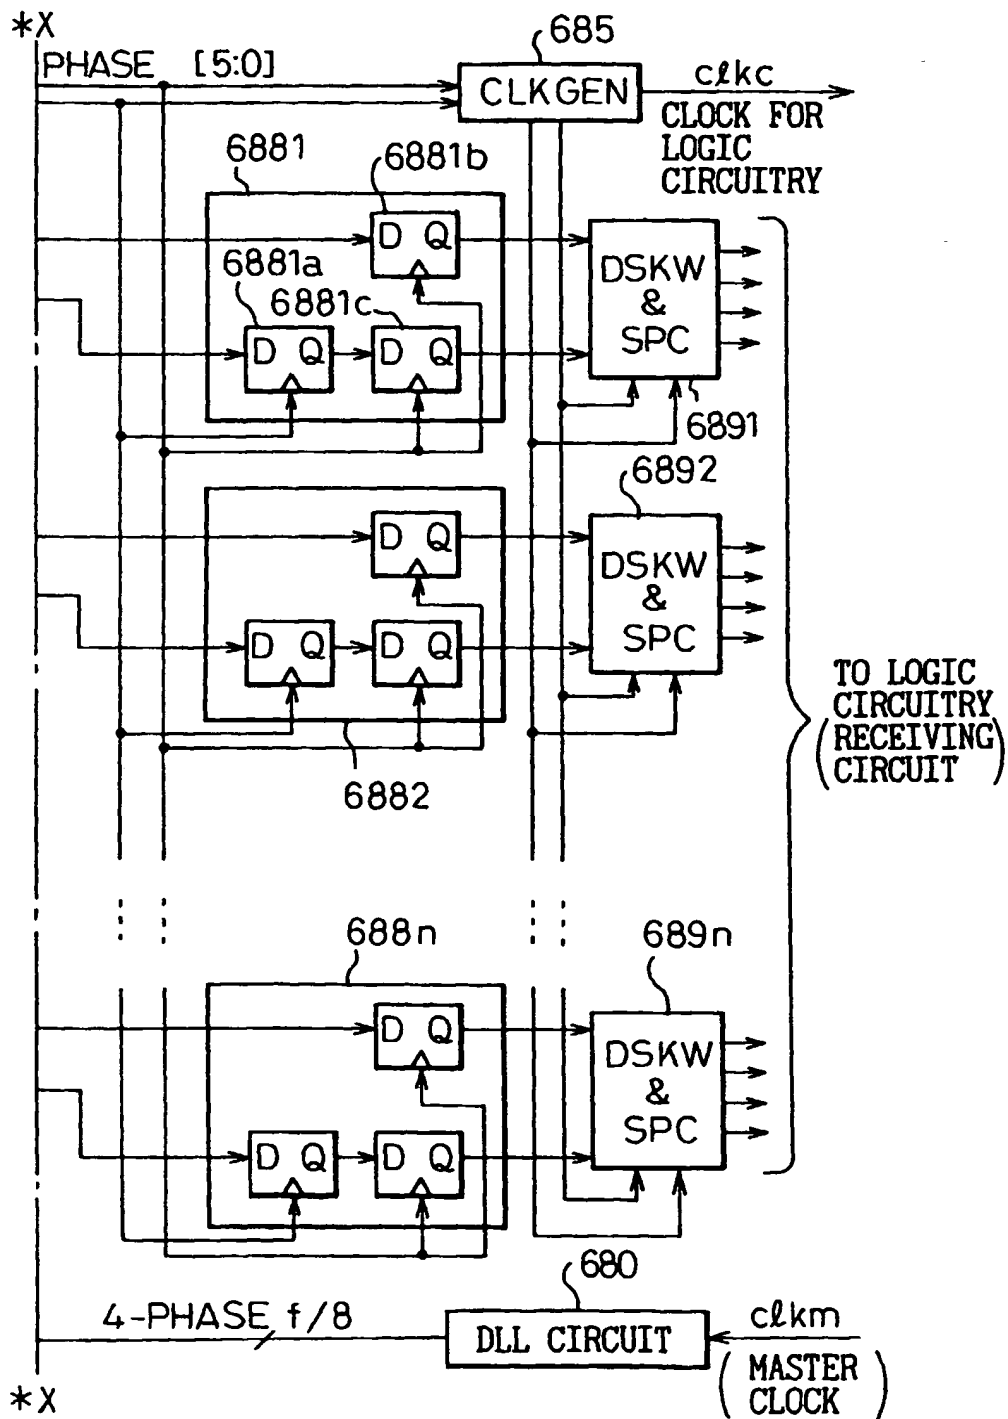 *X
685
PHASE [5:0]
CLKGEN
clkc
CLOCK FOR
LOGIC
CIRCUITRY
6881
6881b
D Q
6881a
6881c
D Q
D Q
DSKW
&
SPC
6891
6892
D Q
D Q
D Q
DSKW
&
SPC
6882
TO LOGIC
CIRCUITRY
(RECEIVING
CIRCUIT)
688n
689n
D Q
D Q
D Q
DSKW
&
SPC
680
4-PHASE f/8
DLL CIRCUIT
clkm
(MASTER
CLOCK)
*X